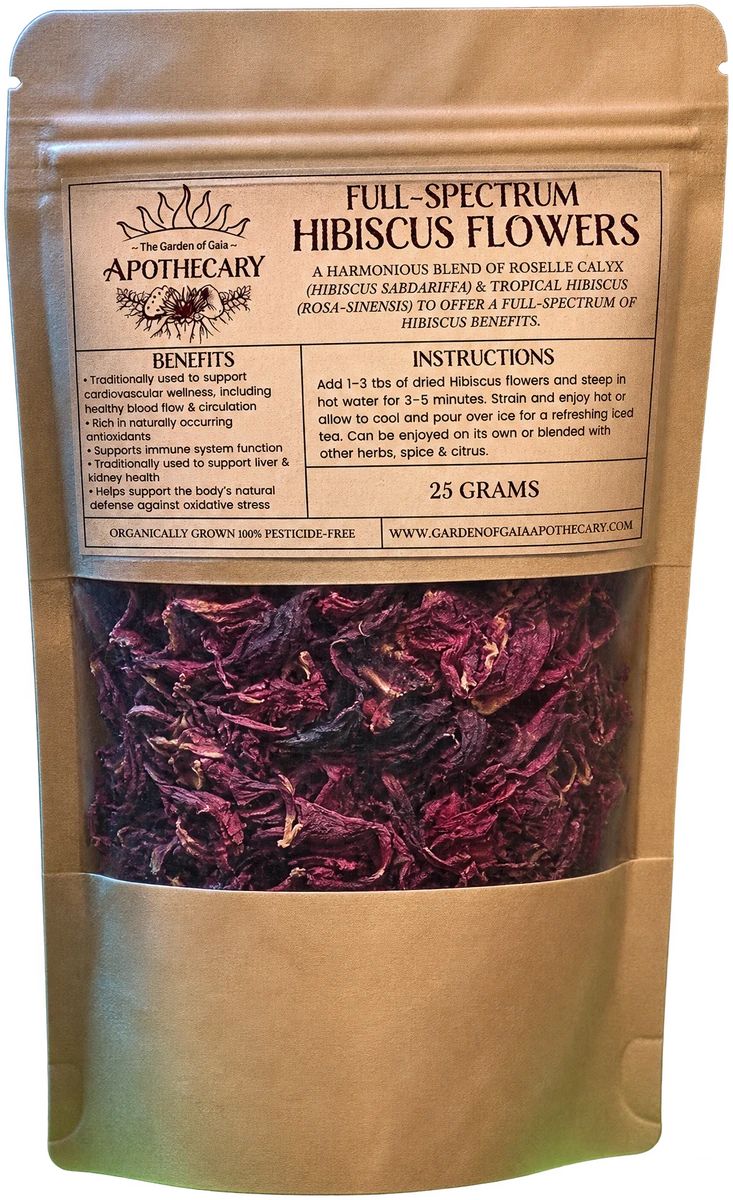 ~ The Garden of Gaia ~
APOTHECARY
FULL-SPECTRUM
HIBISCUS FLOWERS
A HARMONIOUS BLEND OF ROSELLE CALYX
(HIBISCUS SABDARIFFA) & TROPICAL HIBISCUS
(ROSA-SINENSIS) TO OFFER A FULL-SPECTRUM OF
HIBISCUS BENEFITS.
BENEFITS
• Traditionally used to support
cardiovascular wellness, including
healthy blood flow & circulation
• Rich in naturally occurring
antioxidants
• Supports immune system function
• Traditionally used to support liver &
kidney health
• Helps support the body's natural
defense against oxidative stress
INSTRUCTIONS
Add 1-3 tbs of dried Hibiscus flowers and steep in
hot water for 3-5 minutes. Strain and enjoy hot or
allow to cool and pour over ice for a refreshing iced
tea. Can be enjoyed on its own or blended with
other herbs, spice & citrus.
25 GRAMS
ORGANICALLY GROWN 100% PESTICIDE-FREE
WWW.GARDENOFGAIAAPOTHECARY.COM